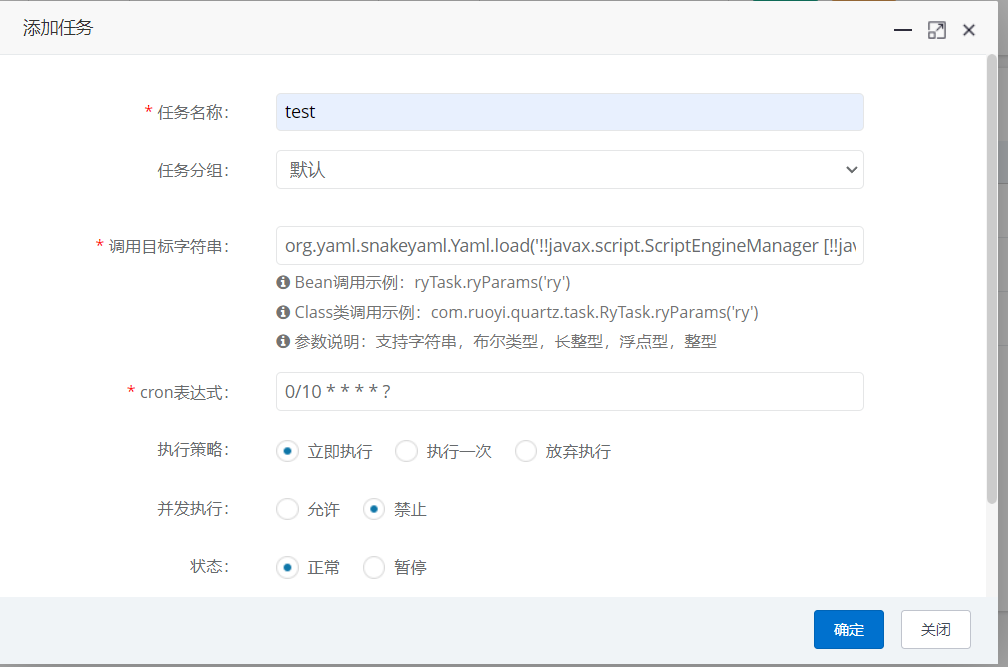 添加任务
* 任务名称： test
任务分组： 默认
* 调用目标字符串： org.yaml.snakeyaml.Yaml.load('!!javax.script.ScriptEngineManager [!!jav
Bean调用示例：ryTask.ryParams('ry')
Class类调用示例：com.ruoyi.quartz.task.RyTask.ryParams('ry')
参数说明：支持字符串，布尔类型，长整型，浮点型，整型
* cron表达式： 0/10 * * * * ?
执行策略： 立即执行 执行一次 放弃执行
并发执行： 允许 禁止
状态： 正常 暂停
确定 关闭